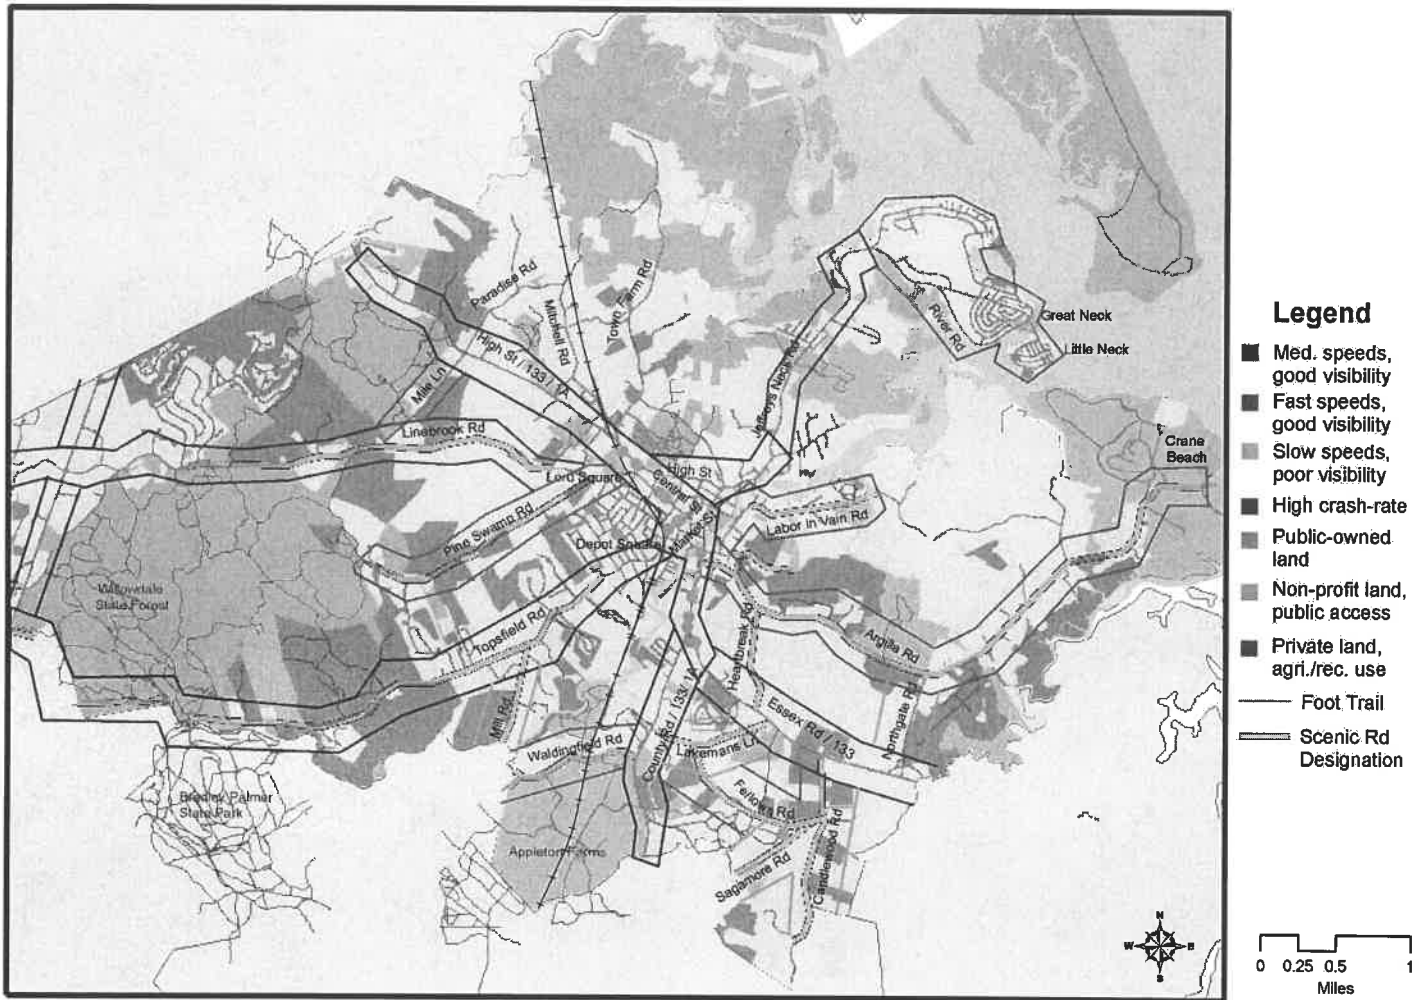 Paradise Rd
Mitchell Rd
Town Farm Rd
High St / 133 / 1A
Mile Ln
Linebrook Rd
Jeffreys Neck Rd
River Rd
Great Neck
Little Neck
Crane
Beach
Lord Square
High St
Central St
Market St
Pine Swamp Rd
Depot Square
Labor In Vain Rd
Willowdale
State Forest
Topsfield Rd
Heartbreak Rd
Argilla Rd
Mill Rd
Waldingfield Rd
County Rd / 133/ 1A
Lakemans Ln
Essex Rd / 133
Northgate Rd
Fellows Rd
Bradley Palmer
State Park
Appleton Farms
Sagamore Rd
Candlewood Rd
N
W
S
Legend
Med. speeds,
good visibility
Fast speeds,
good visibility
Slow speeds,
poor visibility
High crash-rate
Public-owned
land
Non-profit land,
public access
Private land,
agri./rec. use
Foot Trail
Scenic Rd
Designation
0 0.25 0.5 1
Miles